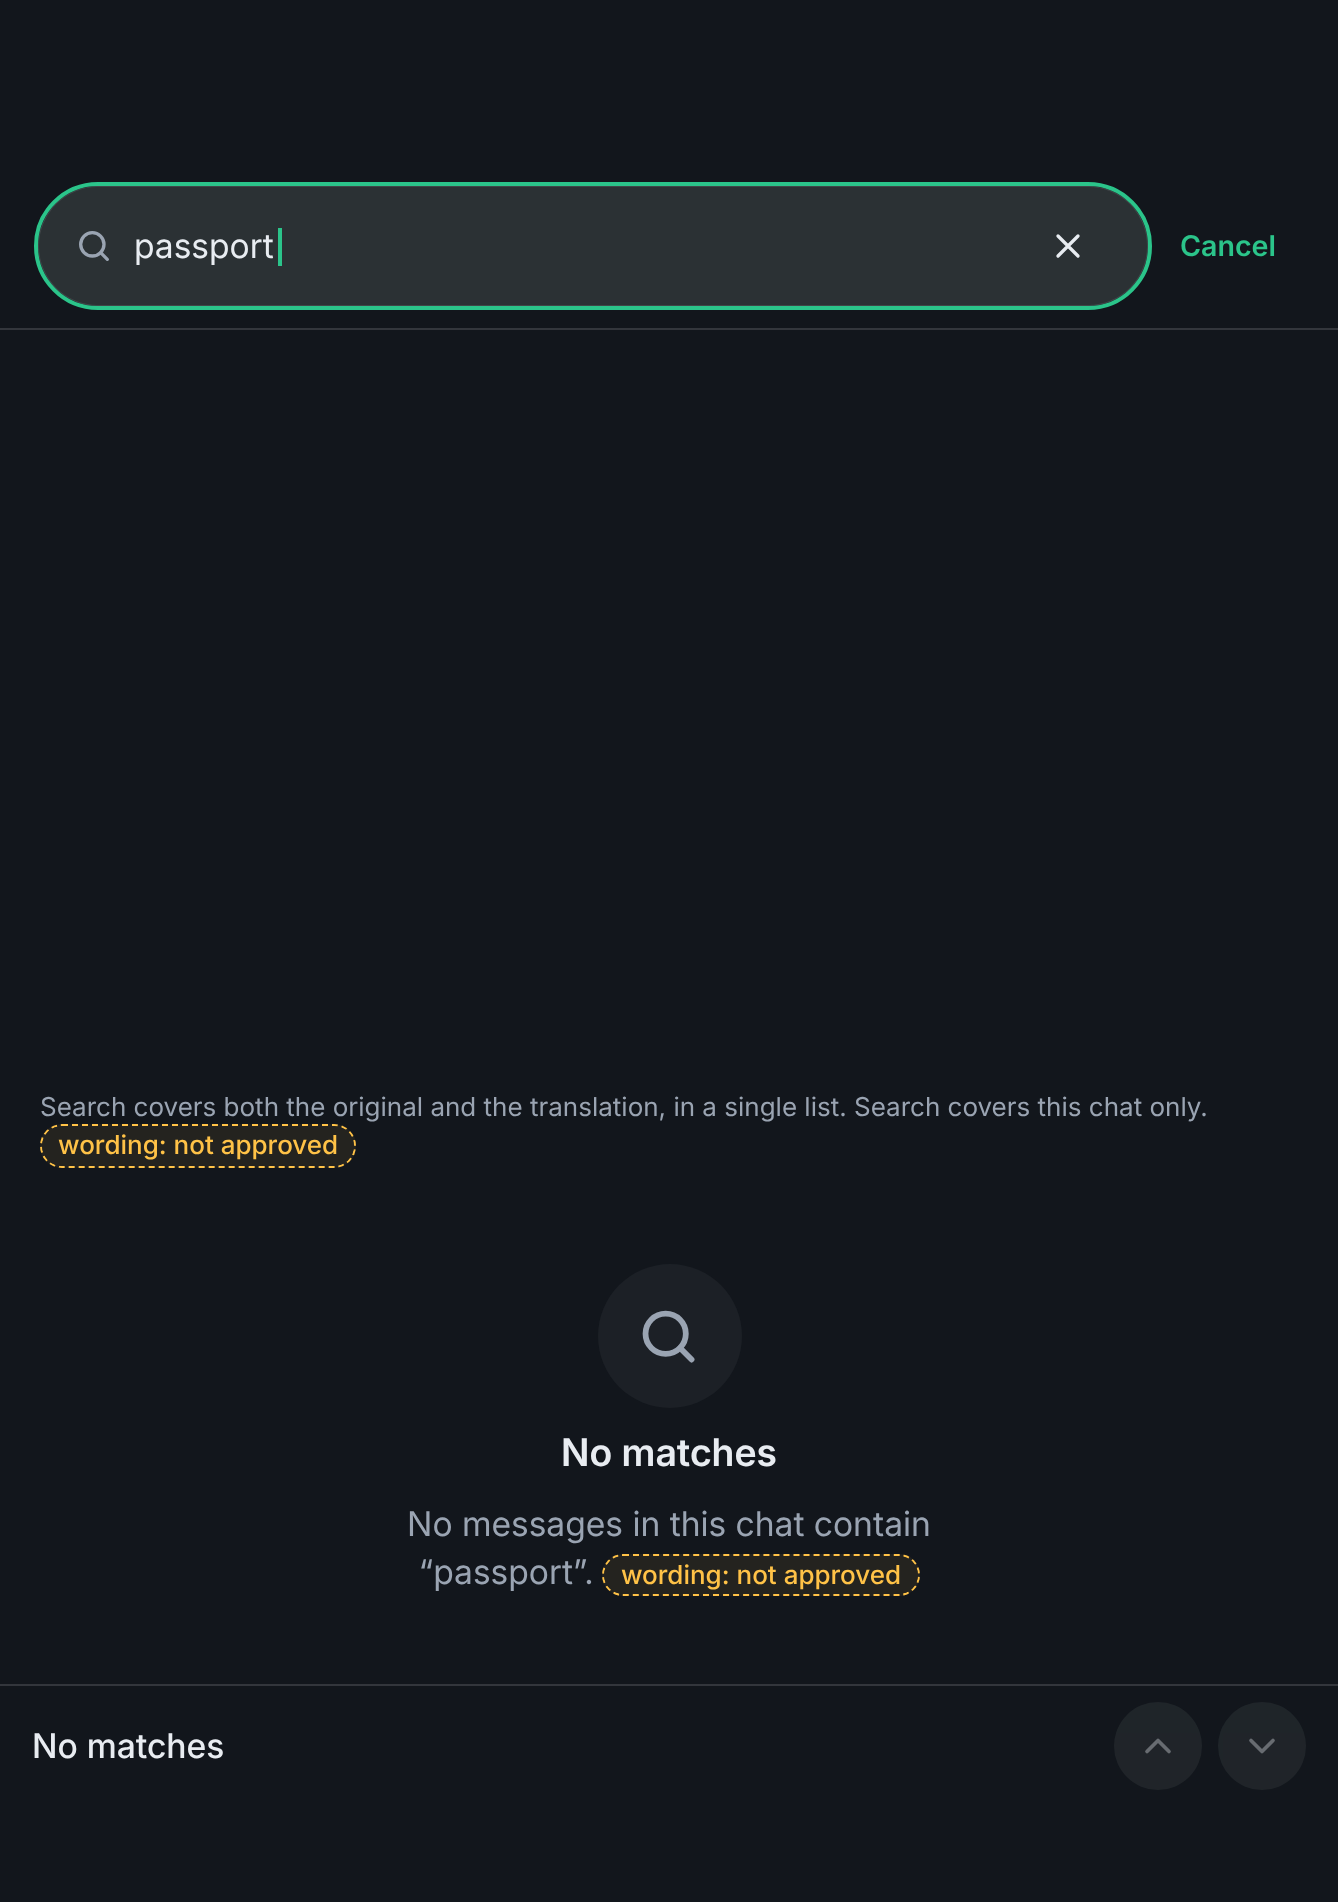 passport
Cancel
Search covers both the original and the translation, in a single list. Search covers this chat only.
wording: not approved
No matches
No messages in this chat contain
“passport”. wording: not approved
No matches